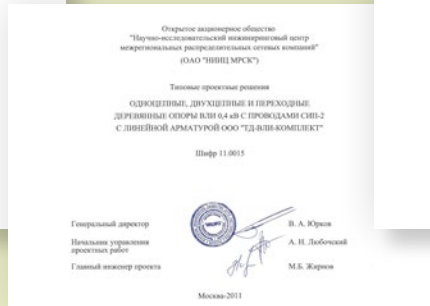 Открытое акционерное общество
"Научно-исследовательский инжиниринговый центр
межрегиональных распределительных сетевых компаний"
(ОАО "НИИЦ МРСК")
Типовые проектные решения
ОДНОЦЕПНЫЕ, ДВУХЦЕПНЫЕ И ПЕРЕХОДНЫЕ
ДЕРЕВЯННЫЕ ОПОРЫ ВЛИ 0,4 кВ С ПРОВОДАМИ СИП-2
С ЛИНЕЙНОЙ АРМАТУРОЙ ООО "ТД-ВЛИ-КОМПЛЕКТ"
Шифр 11.0015
Генеральный директор В. А. Юрков
Начальник управления
проектных работ А. Н. Любочский
Главный инженер проекта М.Б. Жирнов
Москва-2011